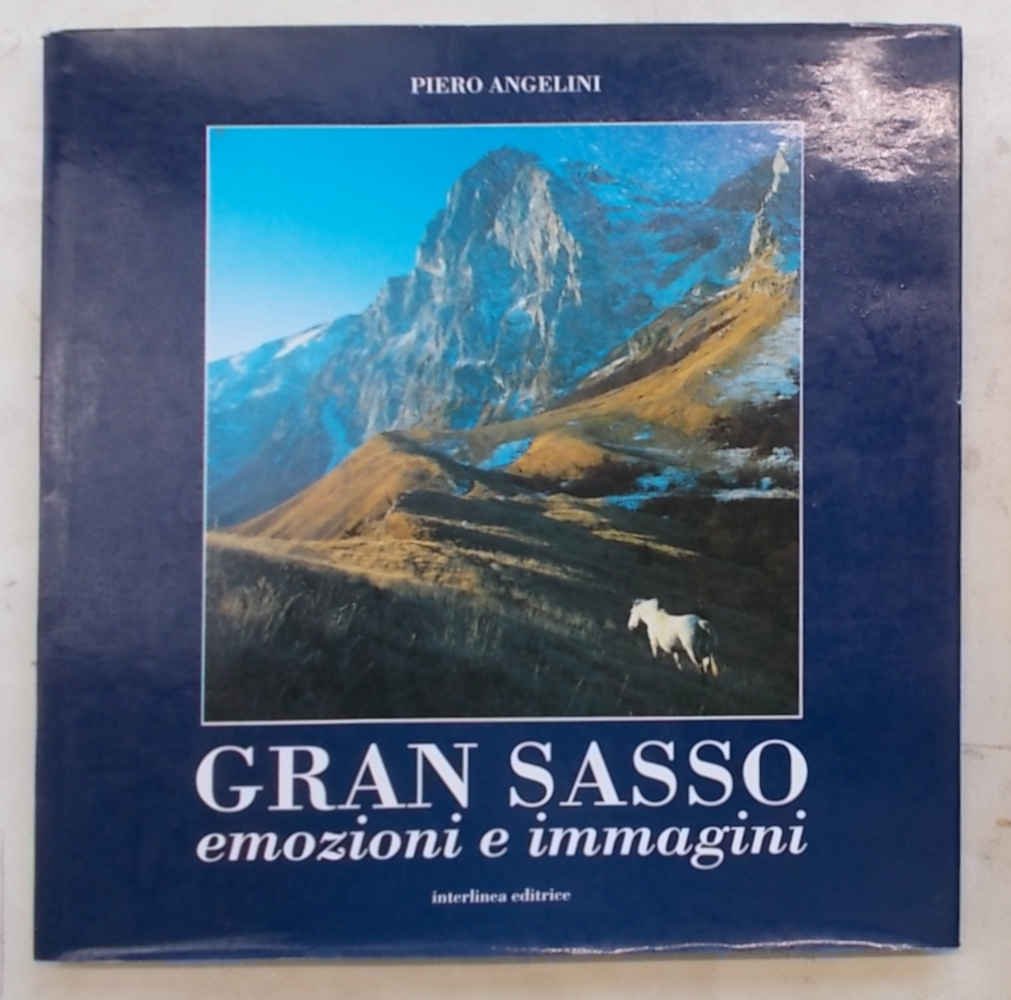 PIERO ANGELINI
GRAN SASSO
emozioni e immagini
interlinea editrice